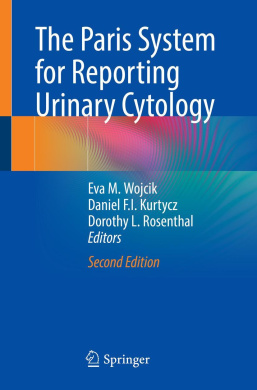 The Paris System
for Reporting
Urinary Cytology
Eva M. Wojcik
Daniel F.I. Kurtycz
Dorothy L. Rosenthal
Editors
Second Edition
Springer